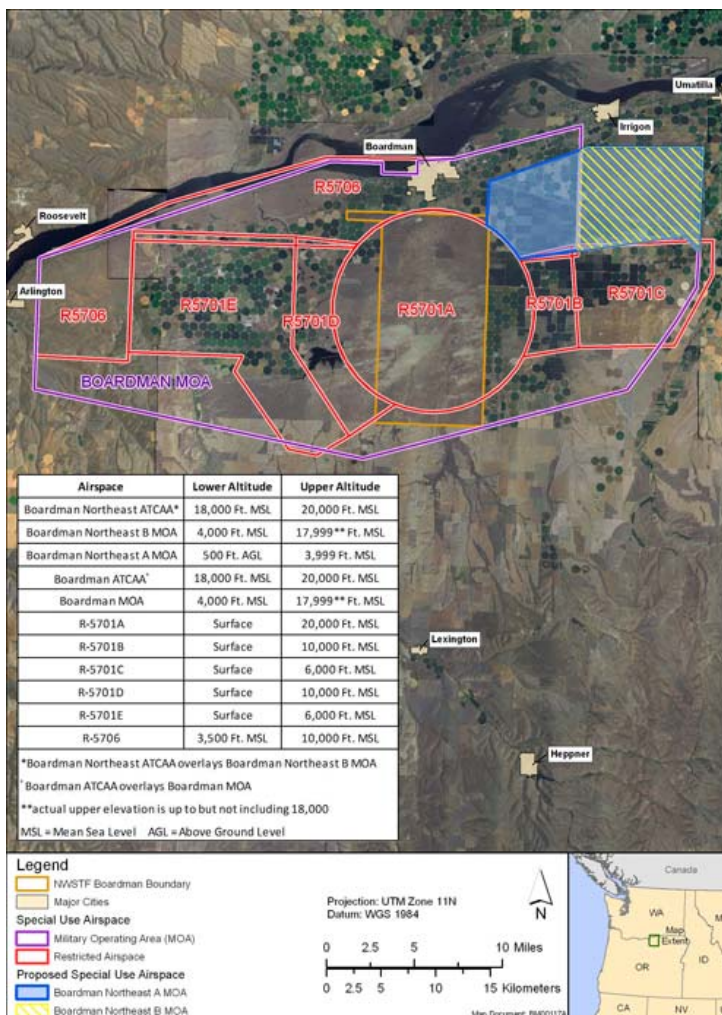 Umatilla
Irrigon
Boardman
R5706
Roosevelt
Arlington
R5706
R5701E
R5701D
R5701A
R5701B
R5701C
BOARDMAN MOA
Airspace Lower Altitude Upper Altitude
Boardman Northeast ATCAA* 18,000 Ft. MSL 20,000 Ft. MSL
Boardman Northeast B MOA 4,000 Ft. MSL 17,999** Ft. MSL
Boardman Northeast A MOA 500 Ft. AGL 3,999 Ft. MSL
Boardman ATCAA^ 18,000 Ft. MSL 20,000 Ft. MSL
Boardman MOA 4,000 Ft. MSL 17,999** Ft. MSL
R-5701A Surface 20,000 Ft. MSL
R-5701B Surface 10,000 Ft. MSL
R-5701C Surface 6,000 Ft. MSL
R-5701D Surface 10,000 Ft. MSL
R-5701E Surface 6,000 Ft. MSL
R-5706 3,500 Ft. MSL 10,000 Ft. MSL
*Boardman Northeast ATCAA overlays Boardman Northeast B MOA
^Boardman ATCAA overlays Boardman MOA
**actual upper elevation is up to but not including 18,000
MSL = Mean Sea Level AGL = Above Ground Level
Lexington
Heppner
Legend
NWSTF Boardman Boundary
Major Cities
Special Use Airspace
Military Operating Area (MOA)
Restricted Airspace
Proposed Special Use Airspace
Boardman Northeast A MOA
Boardman Northeast B MOA
Projection: UTM Zone 11N
Datum: WGS 1984
N
0 2.5 5 10 Miles
0 2.5 5 10 15 Kilometers
Map Document:
Canada
WA
Map
Extent
OR
ID
CA
NV